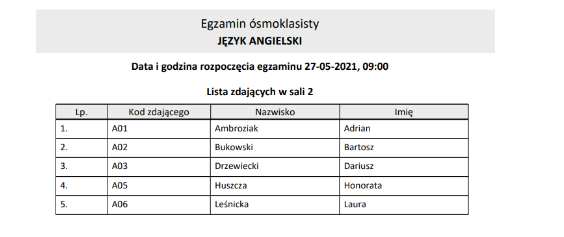 Egzamin ósmoklasisty
JĘZYK ANGIELSKI
Data i godzina rozpoczęcia egzaminu 27-05-2021, 09:00
Lista zdających w sali 2
Lp. Kod zdającego Nazwisko Imię
1. A01 Ambroziak Adrian
2. A02 Bukowski Bartosz
3. A03 Drzewiecki Dariusz
4. A05 Huszcza Honorata
5. A06 Leśnicka Laura